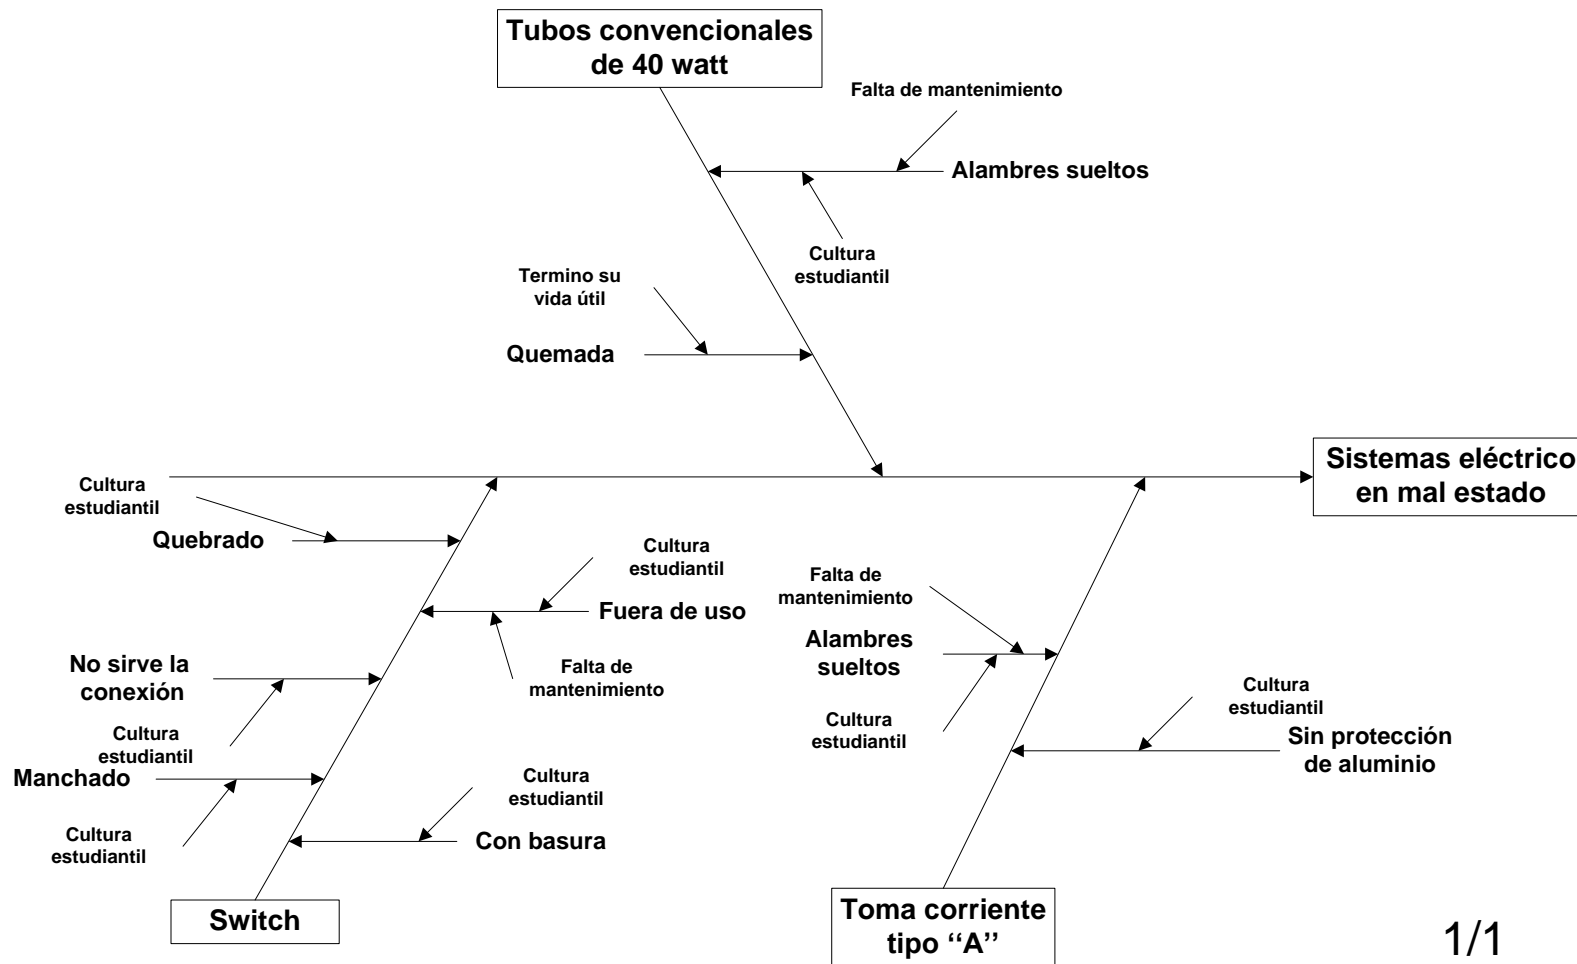 Tubos convencionales
de 40 watt
Falta de mantenimiento
Alambres sueltos
Cultura
estudiantil
Termino su
vida útil
Quemada
Sistemas eléctrico
en mal estado
Cultura
estudiantil
Quebrado
Cultura
estudiantil
Fuera de uso
Falta de
mantenimiento
No sirve la
conexión
Cultura
estudiantil
Manchado
Cultura
estudiantil
Cultura
estudiantil
Con basura
Switch
Falta de
mantenimiento
Alambres
sueltos
Cultura
estudiantil
Cultura
estudiantil
Sin protección
de aluminio
Toma corriente
tipo “A”
1/1